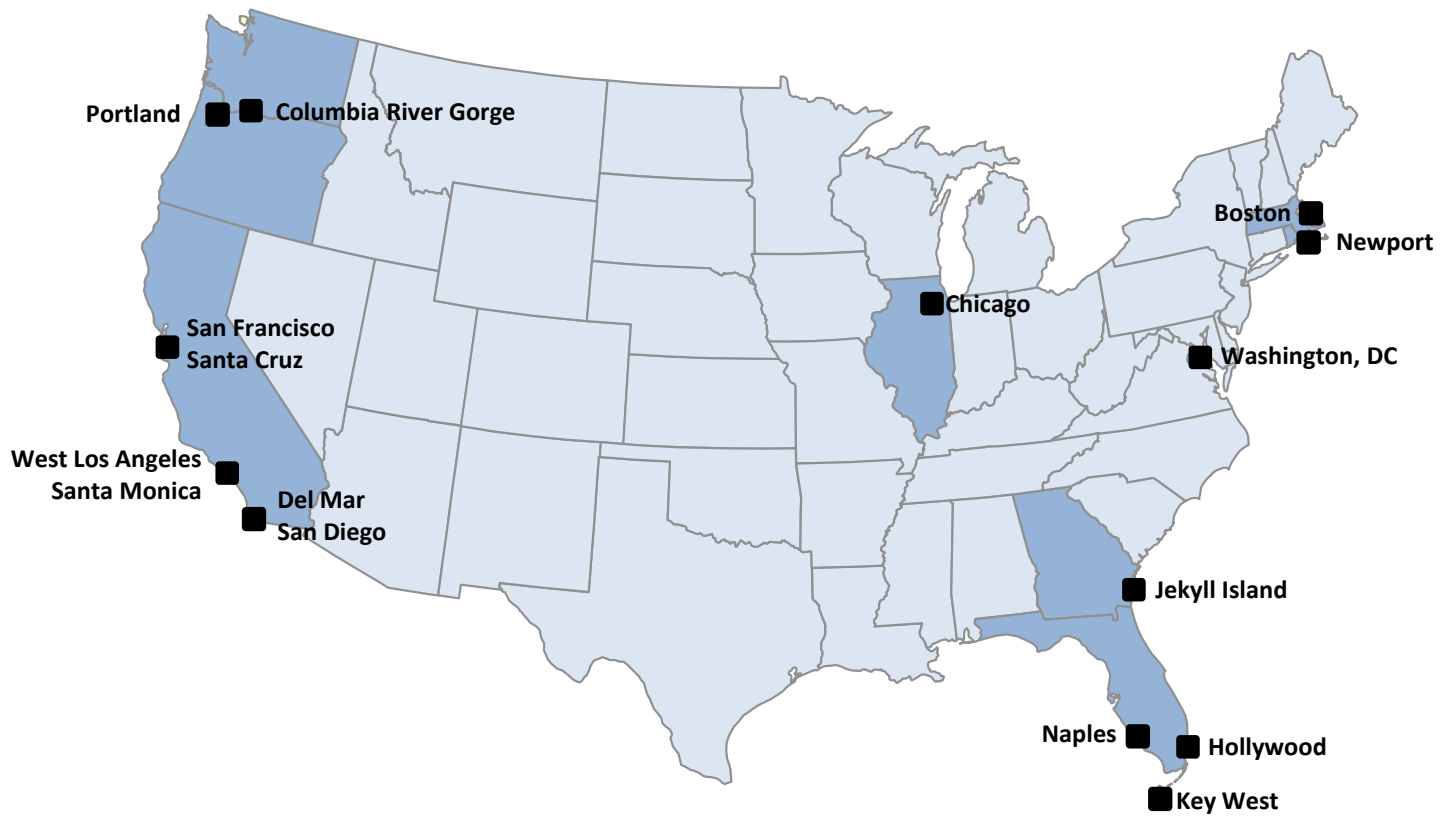 Portland
Columbia River Gorge
Boston
Newport
Chicago
San Francisco
Santa Cruz
Washington, DC
West Los Angeles
Santa Monica
Del Mar
San Diego
Jekyll Island
Naples
Hollywood
Key West